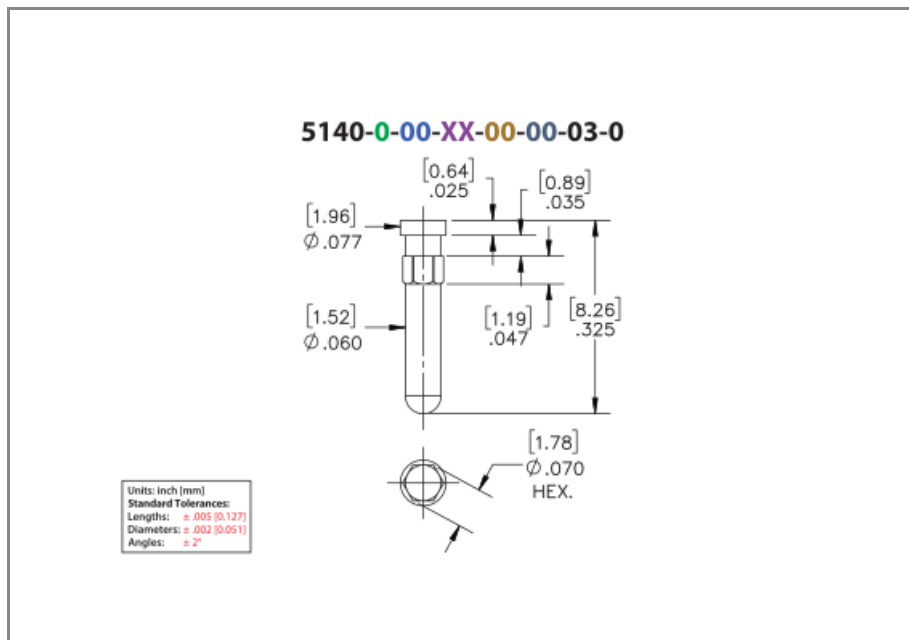 5140-0-00-XX-00-00-03-0
[0.64]
.025
[0.89]
.035
[1.96]
Ø.077
[1.52]
Ø.060
[1.19]
.047
[8.26]
.325
[1.78]
Ø.070
HEX.
Units: inch [mm]
Standard Tolerances:
Lengths: ± .005 [0.127]
Diameters: ± .002 [0.051]
Angles: ± 2°